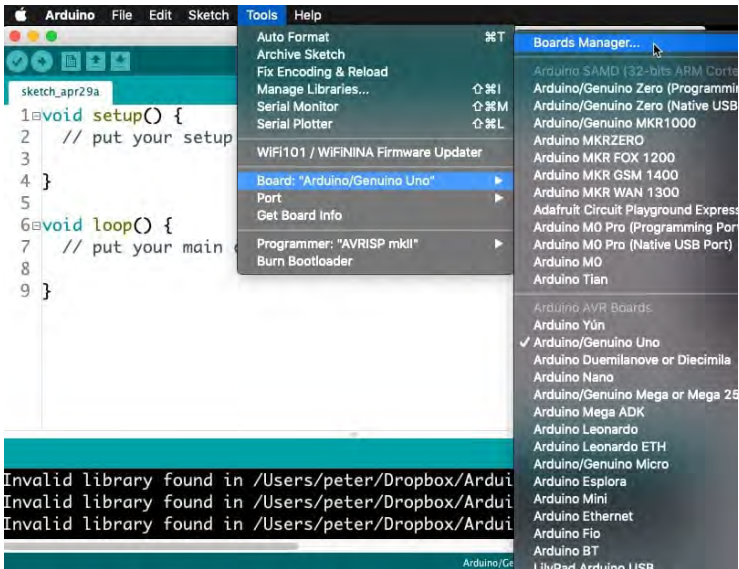 Arduino File Edit Sketch Tools Help
sketch_apr29a
1 void setup() {
2 // put your setup
3
4 }
5
6 void loop() {
7 // put your main
8
9 }
Invalid library found in /Users/peter/Dropbox/Ardui
Invalid library found in /Users/peter/Dropbox/Ardui
Invalid library found in /Users/peter/Dropbox/Ardui
Arduino/Ge
Auto Format ⌘T
Archive Sketch
Fix Encoding & Reload
Manage Libraries... ⇧⌘I
Serial Monitor ⇧⌘M
Serial Plotter ⇧⌘L
WiFi101 / WiFiNINA Firmware Updater
Board: "Arduino/Genuino Uno"
Port
Get Board Info
Programmer: "AVRISP mkII"
Burn Bootloader
Boards Manager...
Arduino SAMD (32-bits ARM Corte
Arduino/Genuino Zero (Programmin
Arduino/Genuino Zero (Native USB
Arduino/Genuino MKR1000
Arduino MKRZERO
Arduino MKR FOX 1200
Arduino MKR GSM 1400
Arduino MKR WAN 1300
Adafruit Circuit Playground Express
Arduino M0 Pro (Programming Port
Arduino M0 Pro (Native USB Port)
Arduino M0
Arduino Tian
Arduino AVR Boards
Arduino Yún
✓ Arduino/Genuino Uno
Arduino Duemilanove or Diecimila
Arduino Nano
Arduino/Genuino Mega or Mega 25
Arduino Mega ADK
Arduino Leonardo
Arduino Leonardo ETH
Arduino/Genuino Micro
Arduino Esplora
Arduino Mini
Arduino Ethernet
Arduino Fio
Arduino BT
LilyPad Arduino USB